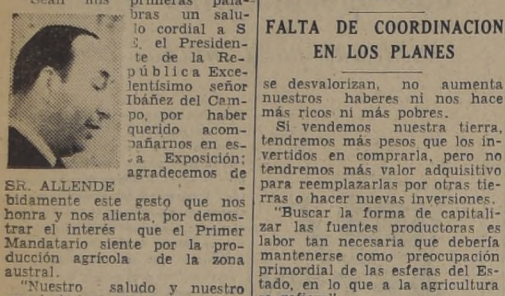 Sean mis primeras pala-
bras un salu-
lo cordial a S
E, el Presiden-
te de la Re-
pública Exce-
lentísimo señor
Ibáñez del Cam-
po, por haber
querido acom-
pañarnos en es-
a Exposición;
agradecemos de
SR. ALLENDE
bidamente este gesto que nos
honra y nos alienta, por demos-
trar el interés que el Primer
Mandatario siente por la pro-
ducción agrícola de la zona
austral.
"Nuestro saludo y nuestro
FALTA DE COORDINACION
EN LOS PLANES
se desvalorizan, no aumenta
nuestros haberes ni nos hace
más ricos ni más pobres.
Si vendemos nuestra tierra,
tendremos más pesos que los in-
vertidos en comprarla, pero no
tendremos más valor adquisitivo
para reemplazarlas por otras tie-
rras o hacer nuevas inversiones.
"Buscar la forma de capitali-
zar las fuentes productoras es
labor tan necesaria que debería
mantenerse como preocupación
primordial de las esferas del Es-
tado, en lo que a la agricultura